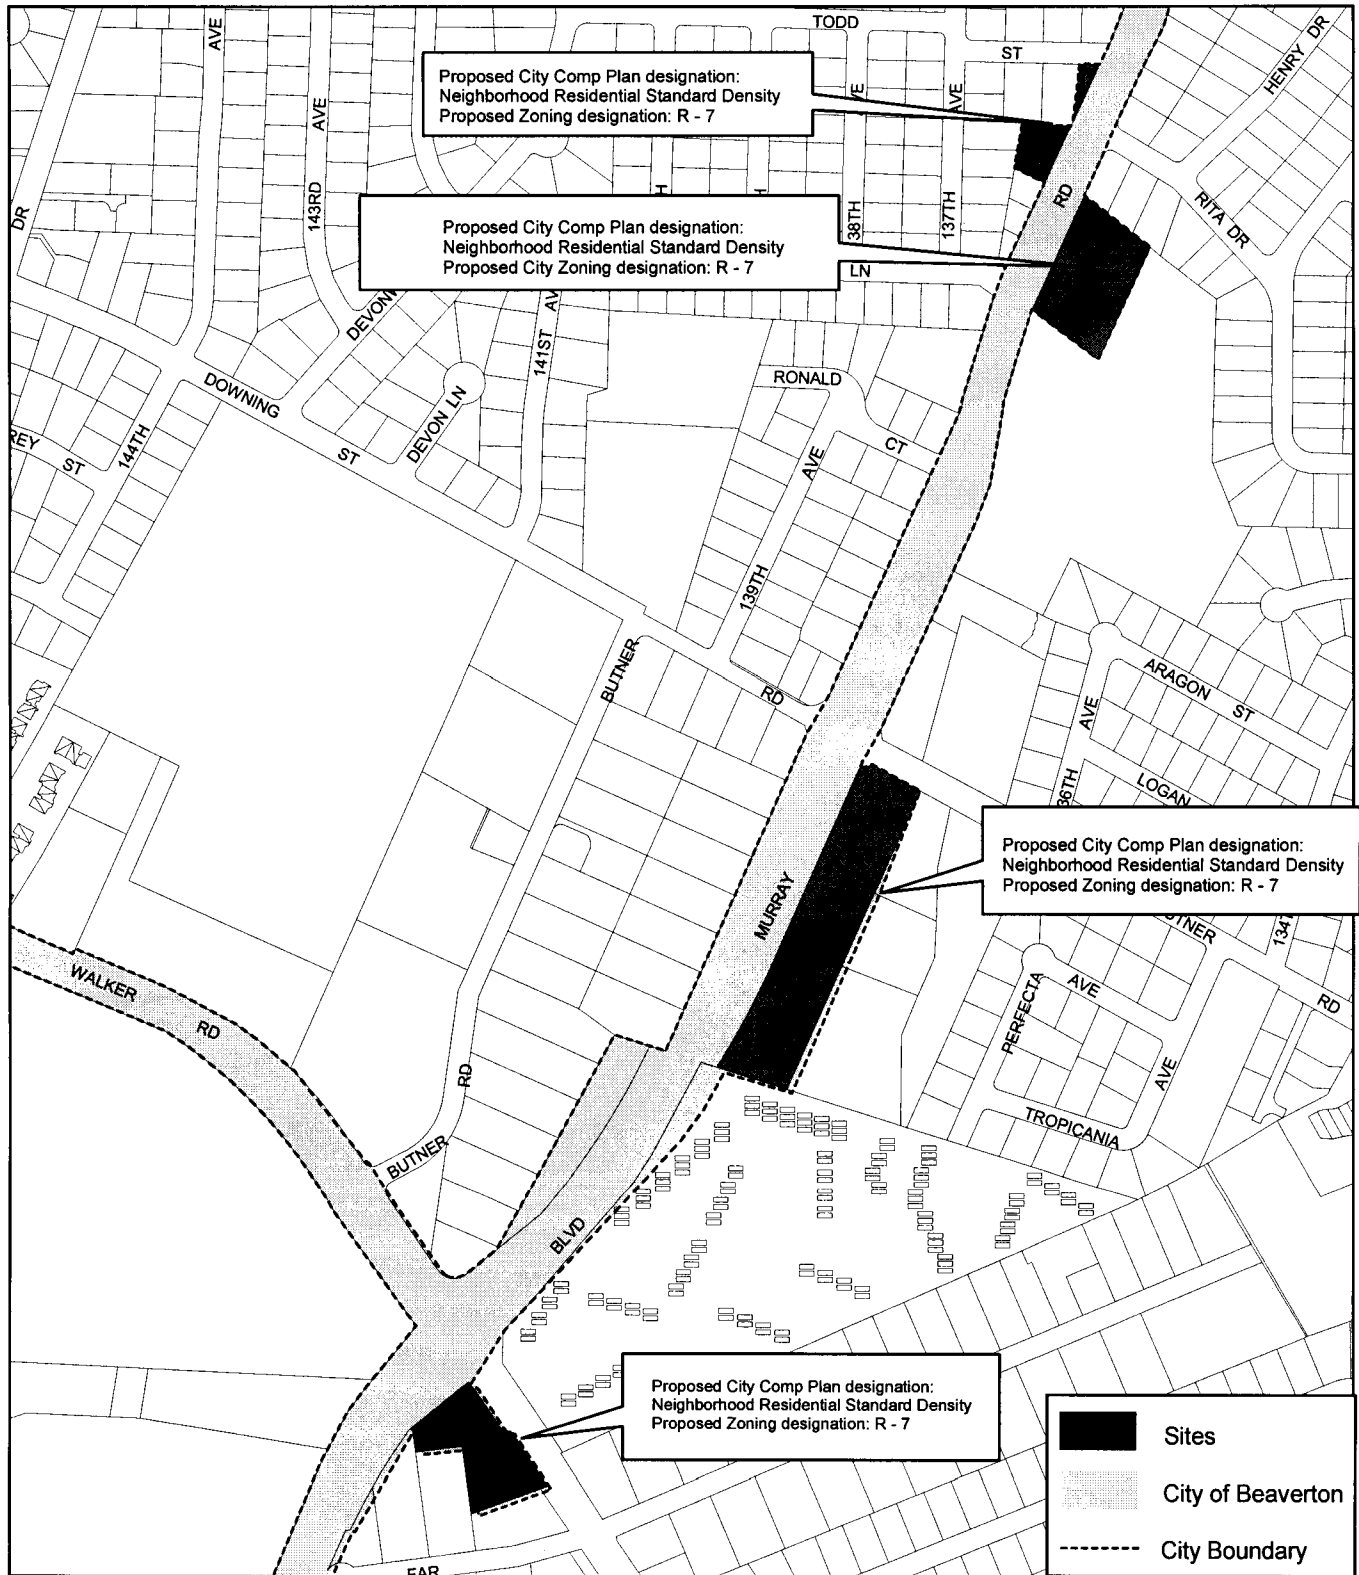 TODD
ST
AVE
HENRY DR
Proposed City Comp Plan designation:
Neighborhood Residential Standard Density
Proposed Zoning designation: R - 7
AVE
143RD
RD
RITA DR
DR
Proposed City Comp Plan designation:
Neighborhood Residential Standard Density
Proposed City Zoning designation: R - 7
38TH
137TH
LN
141ST
DOWNING
ST
DEVON LN
RONALD
CT
AVE
139TH
144TH
ST
BUTNER
RD
ARAGON
ST
AVE
36TH
LOGAN
Proposed City Comp Plan designation:
Neighborhood Residential Standard Density
Proposed Zoning designation: R - 7
MURRAY
RD
PERFECTA
AVE
AVE
TROPICANIA
WALKER
RD
RD
BUTNER
BLVD
Proposed City Comp Plan designation:
Neighborhood Residential Standard Density
Proposed Zoning designation: R - 7
FAR
Sites
City of Beaverton
City Boundary